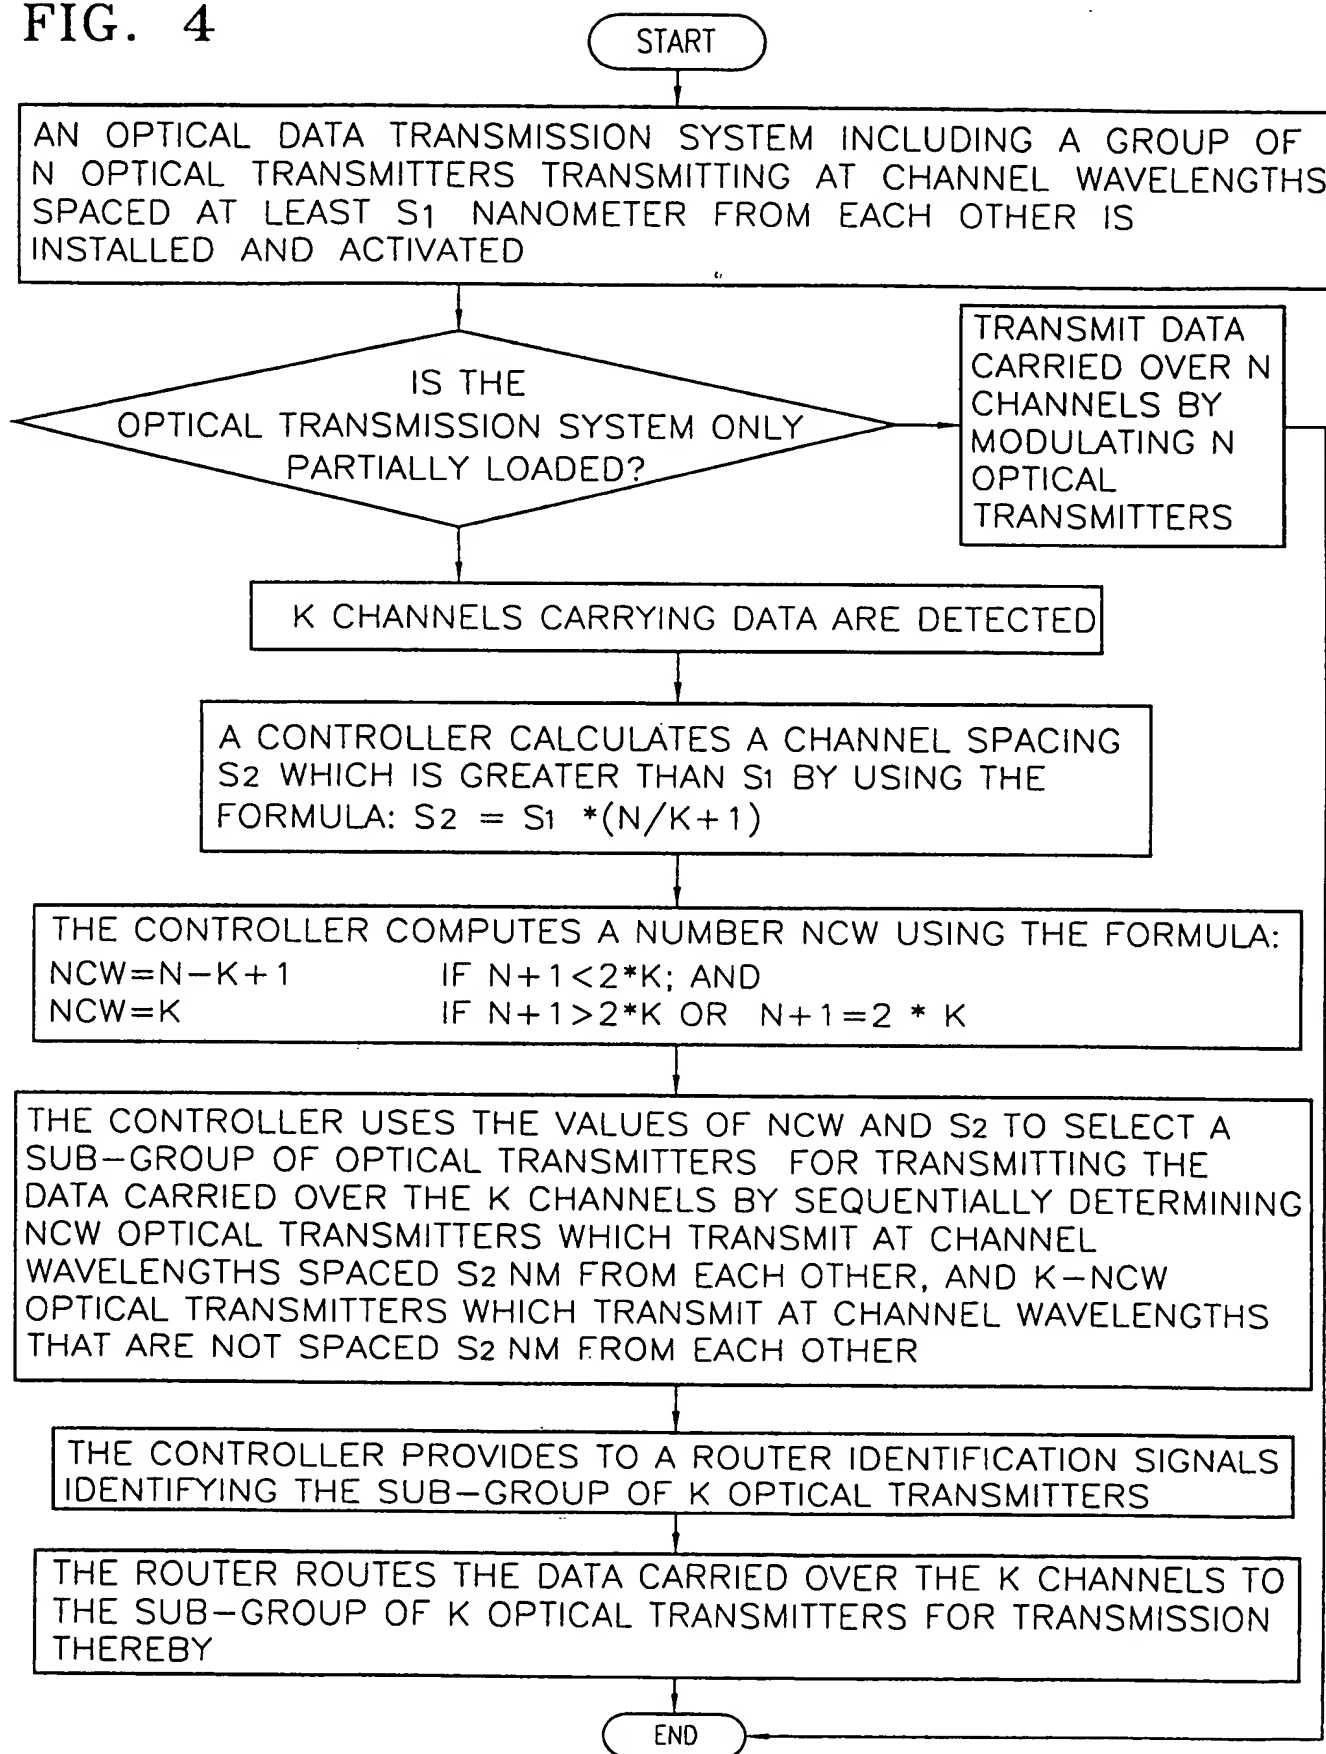 FIG. 4
START
AN OPTICAL DATA TRANSMISSION SYSTEM INCLUDING A GROUP OF
N OPTICAL TRANSMITTERS TRANSMITTING AT CHANNEL WAVELENGTHS
SPACED AT LEAST S1 NANOMETER FROM EACH OTHER IS
INSTALLED AND ACTIVATED
IS THE
OPTICAL TRANSMISSION SYSTEM ONLY
PARTIALLY LOADED?
TRANSMIT DATA
CARRIED OVER N
CHANNELS BY
MODULATING N
OPTICAL
TRANSMITTERS
K CHANNELS CARRYING DATA ARE DETECTED
A CONTROLLER CALCULATES A CHANNEL SPACING
S2 WHICH IS GREATER THAN S1 BY USING THE
FORMULA: S2 = S1 *(N/K+1)
THE CONTROLLER COMPUTES A NUMBER NCW USING THE FORMULA:
NCW=N-K+1 IF N+1<2*K; AND
NCW=K IF N+1>2*K OR N+1=2 * K
THE CONTROLLER USES THE VALUES OF NCW AND S2 TO SELECT A
SUB-GROUP OF OPTICAL TRANSMITTERS FOR TRANSMITTING THE
DATA CARRIED OVER THE K CHANNELS BY SEQUENTIALLY DETERMINING
NCW OPTICAL TRANSMITTERS WHICH TRANSMIT AT CHANNEL
WAVELENGTHS SPACED S2 NM FROM EACH OTHER, AND K-NCW
OPTICAL TRANSMITTERS WHICH TRANSMIT AT CHANNEL WAVELENGTHS
THAT ARE NOT SPACED S2 NM FROM EACH OTHER
THE CONTROLLER PROVIDES TO A ROUTER IDENTIFICATION SIGNALS
IDENTIFYING THE SUB-GROUP OF K OPTICAL TRANSMITTERS
THE ROUTER ROUTES THE DATA CARRIED OVER THE K CHANNELS TO
THE SUB-GROUP OF K OPTICAL TRANSMITTERS FOR TRANSMISSION
THEREBY
END